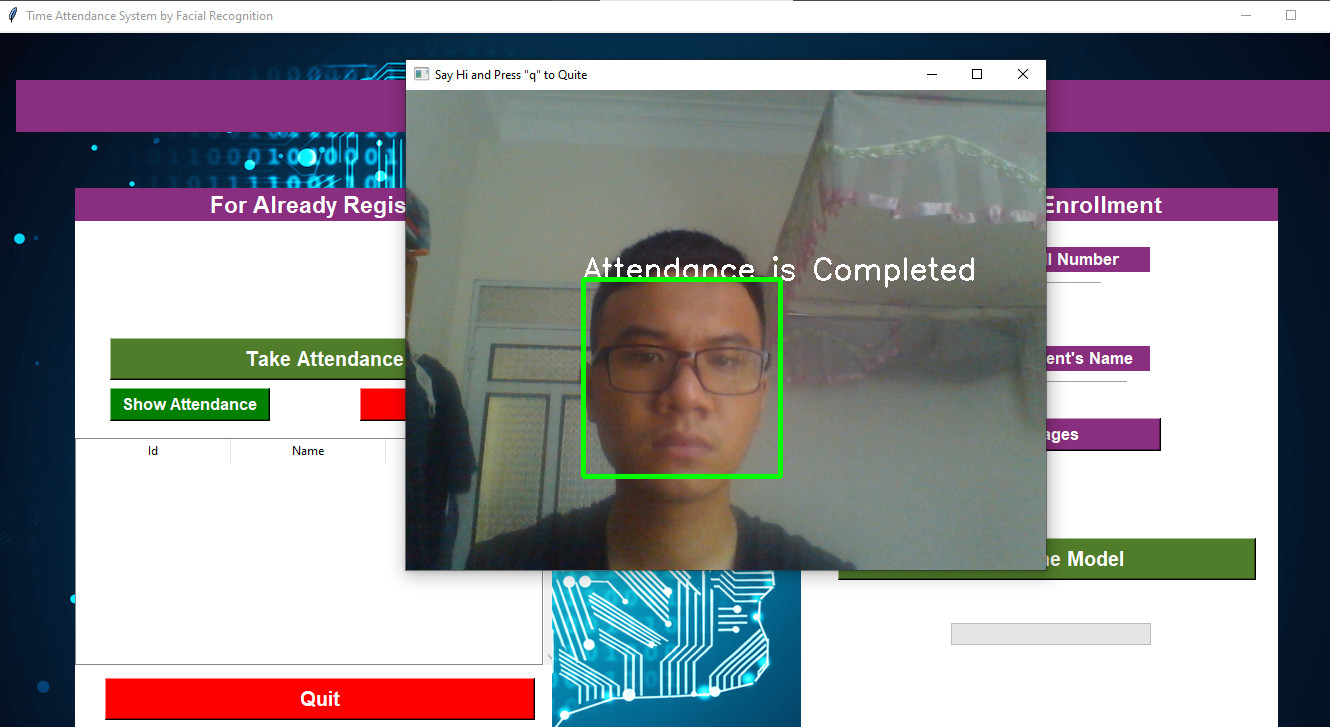 Time Attendance System by Facial Recognition
Say Hi and Press "q" to Quite
For Already Regis
Enrollment
Attendance is Completed
l Number
Take Attendance
ent's Name
Show Attendance
ages
Id
Name
e Model
Quit